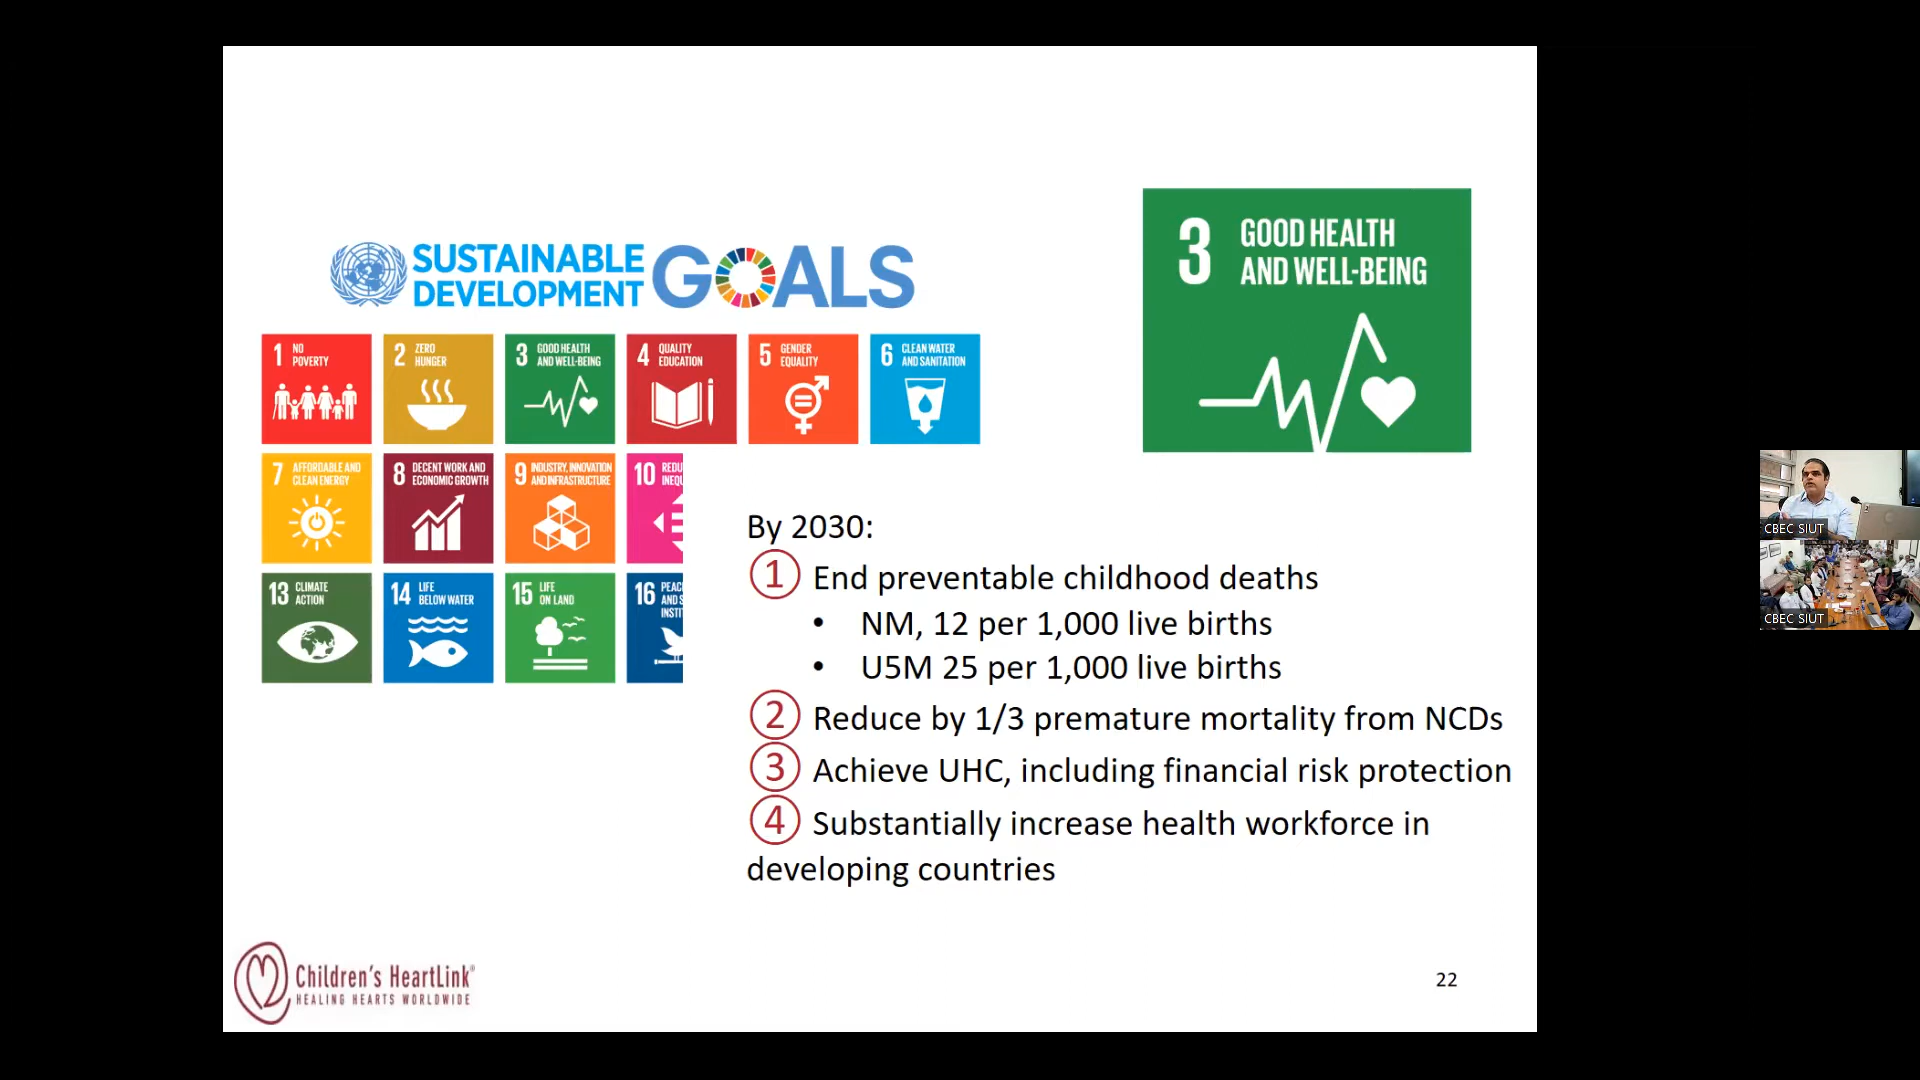 SUSTAINABLE
DEVELOPMENT
GOALS
3 GOOD HEALTH
AND WELL-BEING
1 NO
POVERTY
2 ZERO
HUNGER
3 GOOD HEALTH
AND WELL-BEING
4 QUALITY
EDUCATION
5 GENDER
EQUALITY
6 CLEAN WATER
AND SANITATION
7 AFFORDABLE AND
CLEAN ENERGY
8 DECENT WORK AND
ECONOMIC GROWTH
9 INDUSTRY, INNOVATION
AND INFRASTRUCTURE
10 REDU
INEQU
13 CLIMATE
ACTION
14 LIFE
BELOW WATER
15 LIFE
ON LAND
16 PEAC
AND S
INSTI
By 2030:
① End preventable childhood deaths
• NM, 12 per 1,000 live births
• U5M 25 per 1,000 live births
② Reduce by 1/3 premature mortality from NCDs
③ Achieve UHC, including financial risk protection
④ Substantially increase health workforce in
developing countries
Children's HeartLink®
HEALING HEARTS WORLDWIDE
22
CBEC SIUT
CBEC SIUT